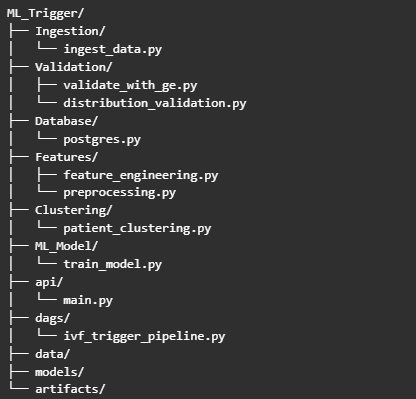 ML_Trigger/
├── Ingestion/
│   └── ingest_data.py
├── Validation/
│   ├── validate_with_ge.py
│   └── distribution_validation.py
├── Database/
│   └── postgres.py
├── Features/
│   ├── feature_engineering.py
│   └── preprocessing.py
├── Clustering/
│   └── patient_clustering.py
├── ML_Model/
│   └── train_model.py
├── api/
│   └── main.py
├── dags/
│   └── ivf_trigger_pipeline.py
├── data/
├── models/
└── artifacts/